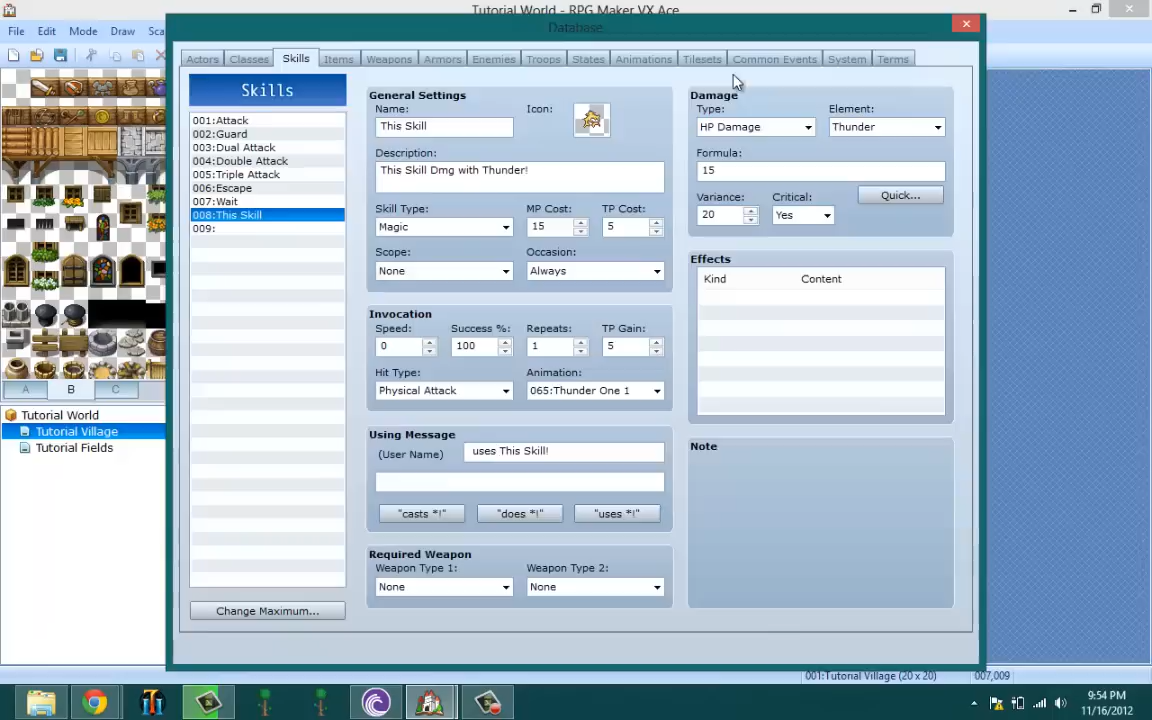 Tutorial World - RPG Maker VX Ace
Database
File Edit Mode Draw Sca
Actors Classes Skills Items Weapons Armors Enemies Troops States Animations Tilesets Common Events System Terms
Skills
001:Attack
002:Guard
003:Dual Attack
004:Double Attack
005:Triple Attack
006:Escape
007:Wait
008:This Skill
009:
Change Maximum...
General Settings
Name: Icon:
This Skill
Description:
This Skill Dmg with Thunder!
Skill Type: MP Cost: TP Cost:
Magic 15 5
Scope: Occasion:
None Always
Invocation
Speed: Success %: Repeats: TP Gain:
0 100 1 5
Hit Type: Animation:
Physical Attack 065:Thunder One 1
Using Message
(User Name) uses This Skill!
"casts *!" "does *!" "uses *!"
Required Weapon
Weapon Type 1: Weapon Type 2:
None None
Damage
Type: Element:
HP Damage Thunder
Formula:
15
Variance: Critical: Quick...
20 Yes
Effects
Kind Content
Note
A B C
Tutorial World
Tutorial Village
Tutorial Fields
001:Tutorial Village (20 x 20) 007,009
9:54 PM
11/16/2012